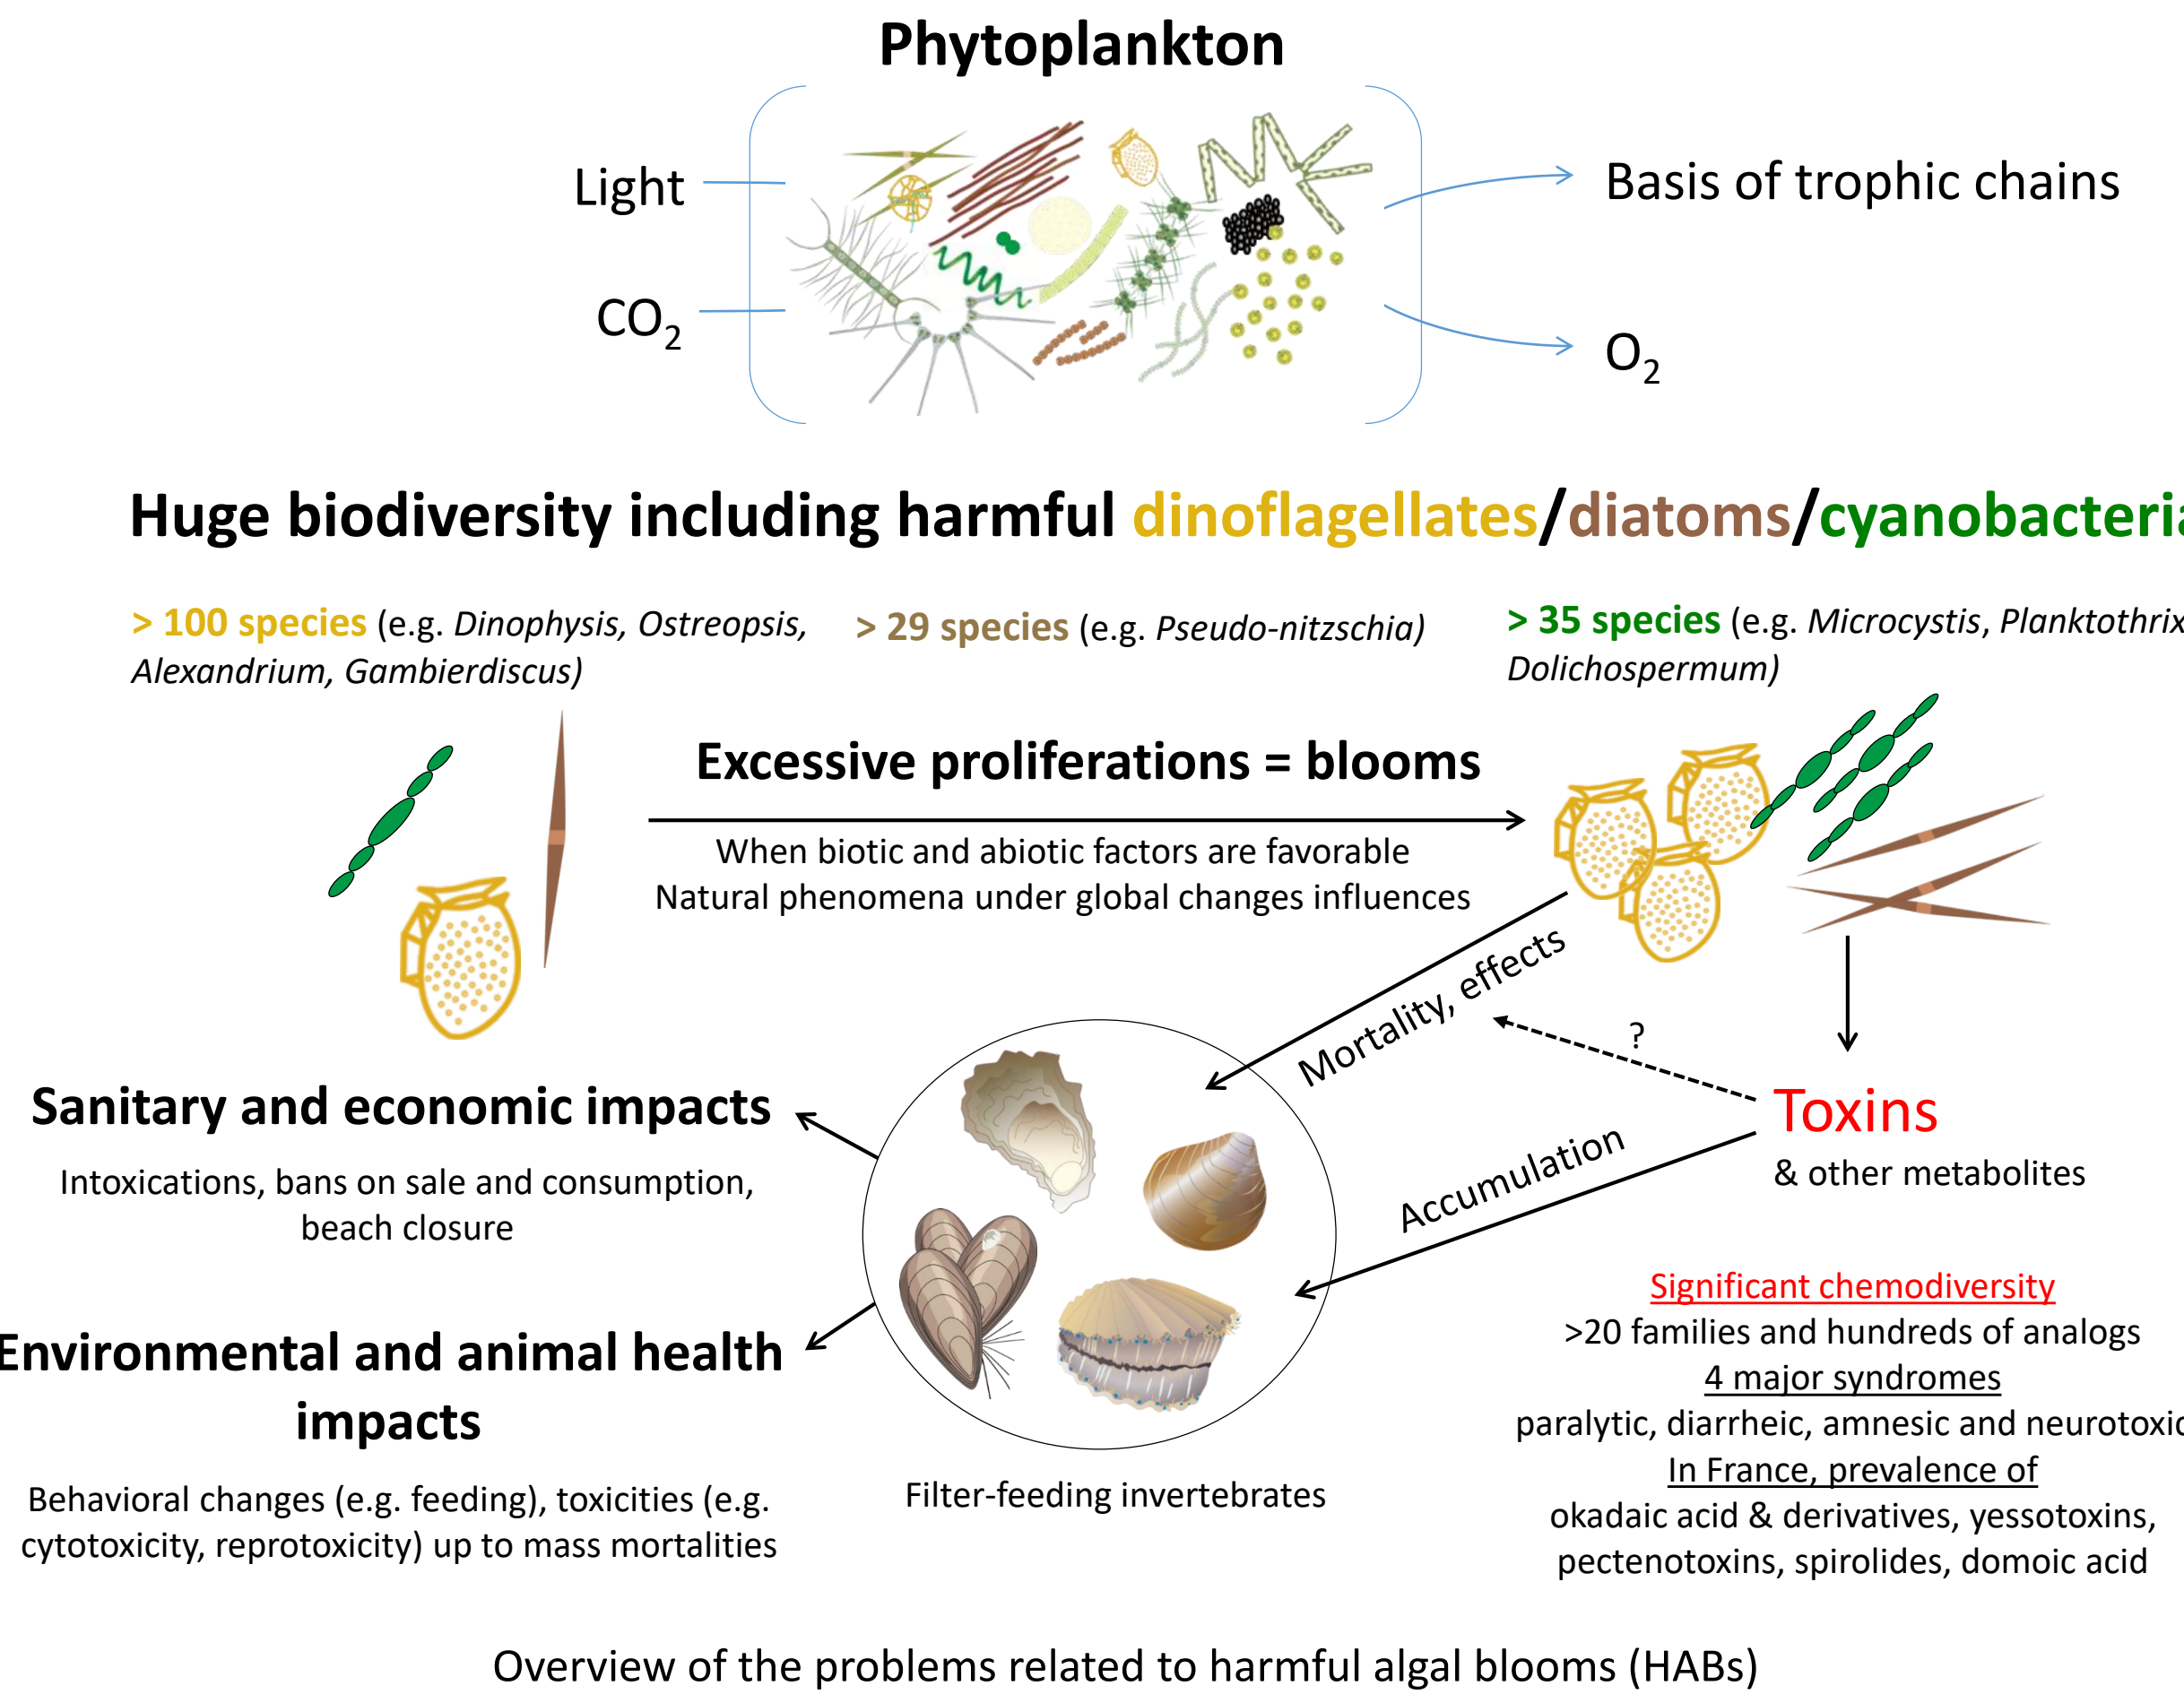 Phytoplankton
Light
CO₂
Basis of trophic chains
O₂
Huge biodiversity including harmful dinoflagellates/diatoms/cyanobacteria
> 100 species (e.g. Dinophysis, Ostreopsis,
Alexandrium, Gambierdiscus)
> 29 species (e.g. Pseudo-nitzschia)
> 35 species (e.g. Microcystis, Planktothrix
Dolichospermum)
Excessive proliferations = blooms
When biotic and abiotic factors are favorable
Natural phenomena under global changes influences
Mortality, effects
?
Toxins
& other metabolites
Accumulation
Sanitary and economic impacts
Intoxications, bans on sale and consumption,
beach closure
Environmental and animal health
impacts
Behavioral changes (e.g. feeding), toxicities (e.g.
cytotoxicity, reprotoxicity) up to mass mortalities
Filter-feeding invertebrates
Significant chemodiversity
>20 families and hundreds of analogs
4 major syndromes
paralytic, diarrheic, amnesic and neurotoxic
In France, prevalence of
okadaic acid & derivatives, yessotoxins,
pectenotoxins, spirolides, domoic acid
Overview of the problems related to harmful algal blooms (HABs)